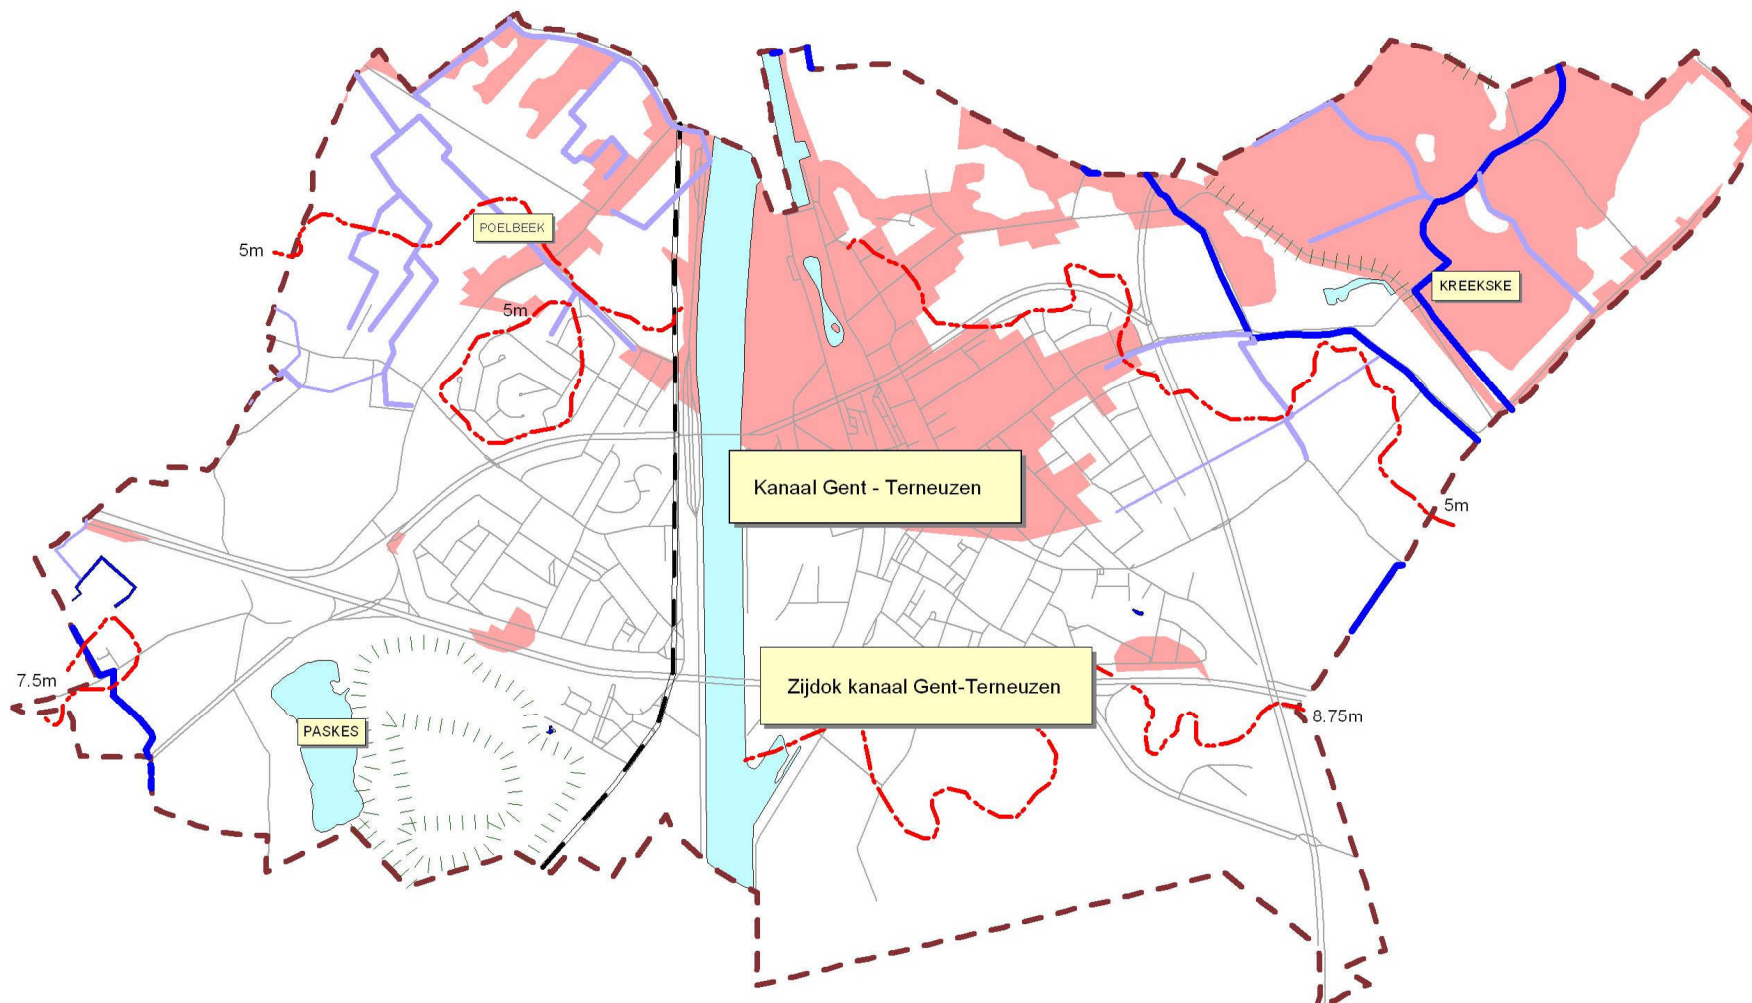 POELBEEK
5m
KREEKSKE
5m
Kanaal Gent - Terneuzen
5m
7.5m
Zijdok kanaal Gent-Terneuzen
8.75m
PASKES